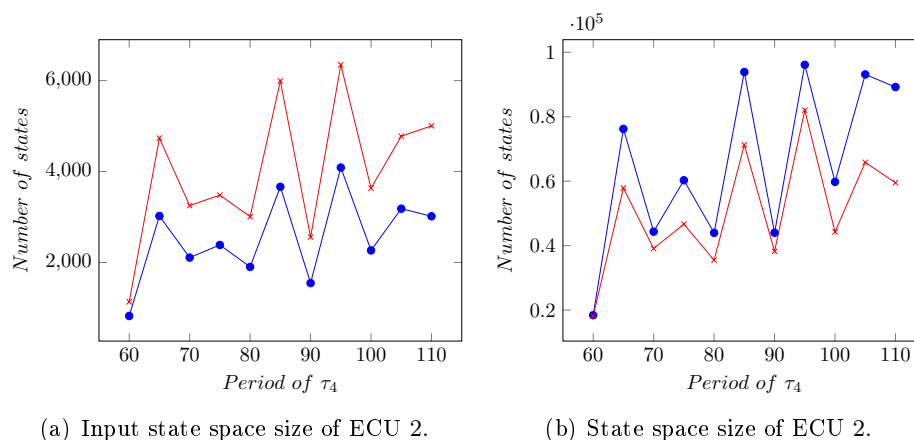 6,000
4,000
2,000
Number of states
60 70 80 90 100 110
Period of τ4
(a) Input state space size of ECU 2.
·10^5
1
0.8
0.6
0.4
0.2
Number of states
60 70 80 90 100 110
Period of τ4
(b) State space size of ECU 2.